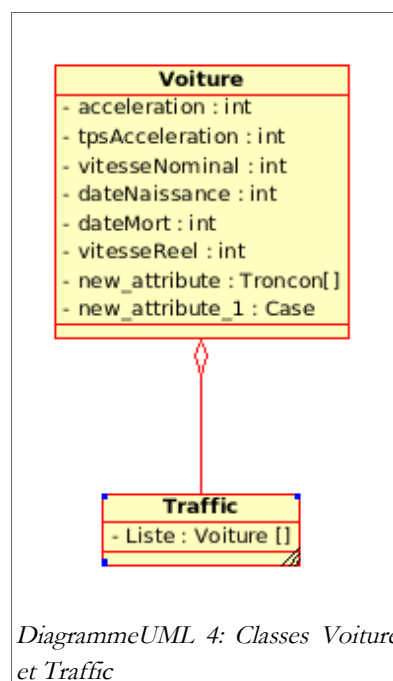 Voiture
- acceleration : int
- tpsAcceleration : int
- vitesseNominal : int
- dateNaissance : int
- dateMort : int
- vitesseReel : int
- new_attribute : Troncon[]
- new_attribute_1 : Case
Traffic
- Liste : Voiture []
DiagrammeUML 4: Classes Voiture
et Traffic